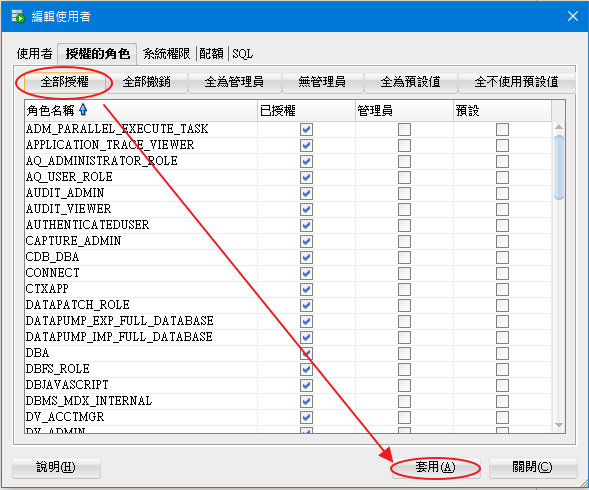 編輯使用者
使用者 授權的角色 系統權限 配額 SQL
全部授權 全部撤銷 全為管理員 無管理員 全為預設值 全不使用預設值
角色名稱 已授權 管理員 預設
ADM_PARALLEL_EXECUTE_TASK
APPLICATION_TRACE_VIEWER
AQ_ADMINISTRATOR_ROLE
AQ_USER_ROLE
AUDIT_ADMIN
AUDIT_VIEWER
AUTHENTICATEDUSER
CAPTURE_ADMIN
CDB_DBA
CONNECT
CTXAPP
DATAPATCH_ROLE
DATAPUMP_EXP_FULL_DATABASE
DATAPUMP_IMP_FULL_DATABASE
DBA
DBFS_ROLE
DBJAVASCRIPT
DBMS_MDX_INTERNAL
DV_ACCTMGR
DV_ADMIN
說明(H) 套用(A) 關閉(C)